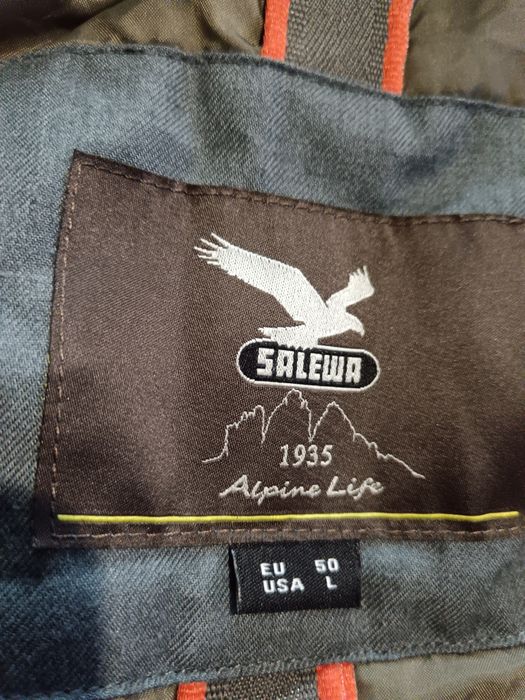 SALEWA
1935
Alpine Life
EU 50
USA L